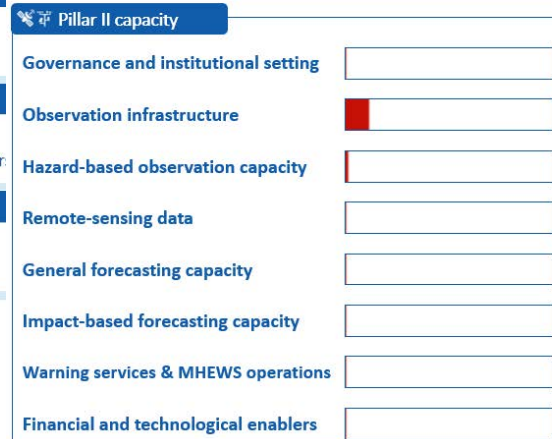 Pillar II capacity
Governance and institutional setting
Observation infrastructure
Hazard-based observation capacity
Remote-sensing data
General forecasting capacity
Impact-based forecasting capacity
Warning services & MHEWS operations
Financial and technological enablers